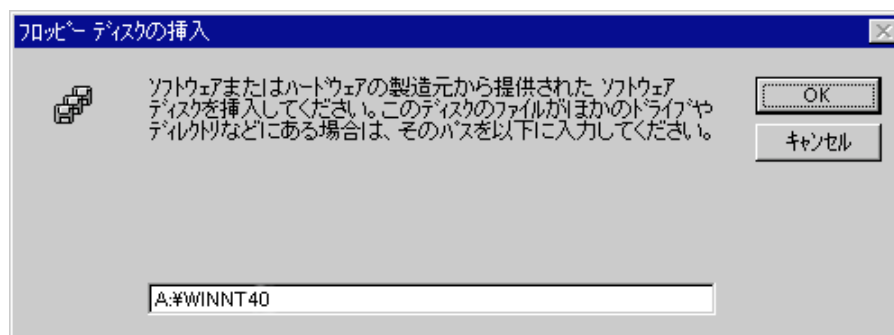 フロッピー ディスクの挿入
ソフトウェアまたはハードウェアの製造元から提供された ソフトウェア
ディスクを挿入してください。このディスクのファイルがほかのドライブや
ディレクトリなどにある場合は、そのパスを以下に入力してください。
OK
キャンセル
A:¥WINNT40